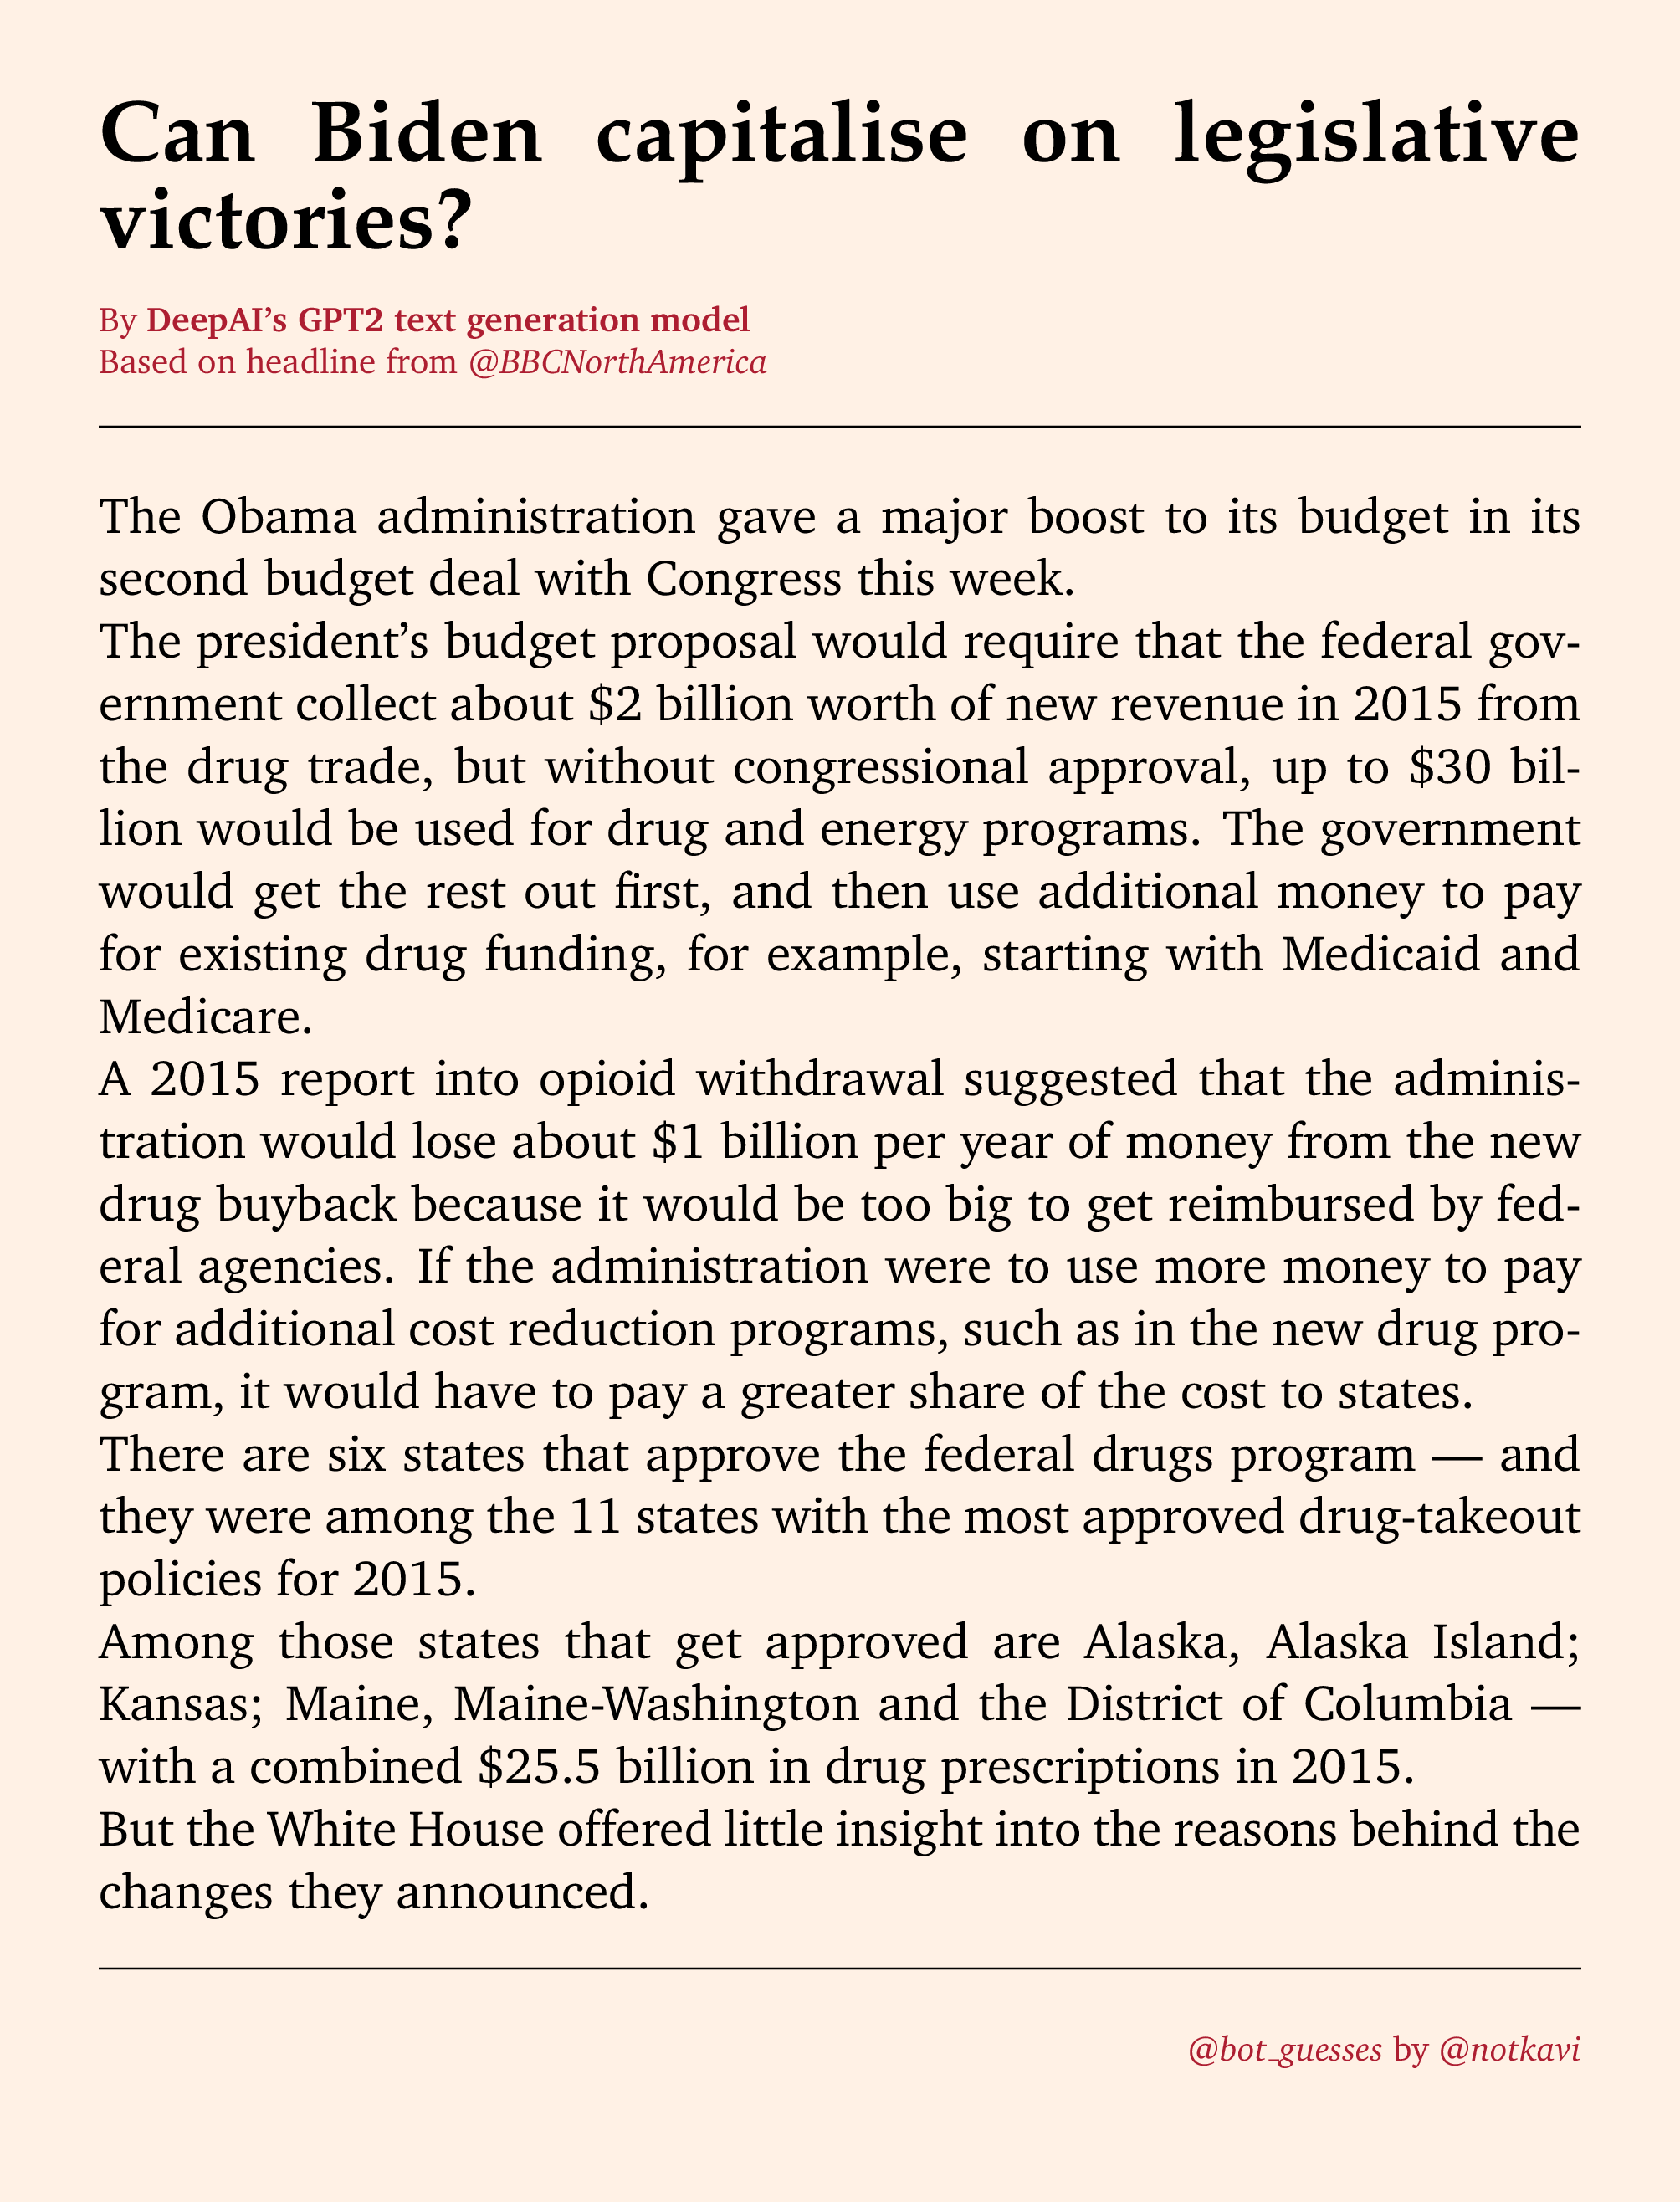 Can Biden capitalise on legislative
victories?
By DeepAI’s GPT2 text generation model
Based on headline from @BBCNorthAmerica
The Obama administration gave a major boost to its budget in its
second budget deal with Congress this week.
The president’s budget proposal would require that the federal gov-
ernment collect about $2 billion worth of new revenue in 2015 from
the drug trade, but without congressional approval, up to $30 bil-
lion would be used for drug and energy programs. The government
would get the rest out first, and then use additional money to pay
for existing drug funding, for example, starting with Medicaid and
Medicare.
A 2015 report into opioid withdrawal suggested that the adminis-
tration would lose about $1 billion per year of money from the new
drug buyback because it would be too big to get reimbursed by fed-
eral agencies. If the administration were to use more money to pay
for additional cost reduction programs, such as in the new drug pro-
gram, it would have to pay a greater share of the cost to states.
There are six states that approve the federal drugs program — and
they were among the 11 states with the most approved drug-takeout
policies for 2015.
Among those states that get approved are Alaska, Alaska Island;
Kansas; Maine, Maine-Washington and the District of Columbia —
with a combined $25.5 billion in drug prescriptions in 2015.
But the White House offered little insight into the reasons behind the
changes they announced.
@bot_guesses by @notkavi